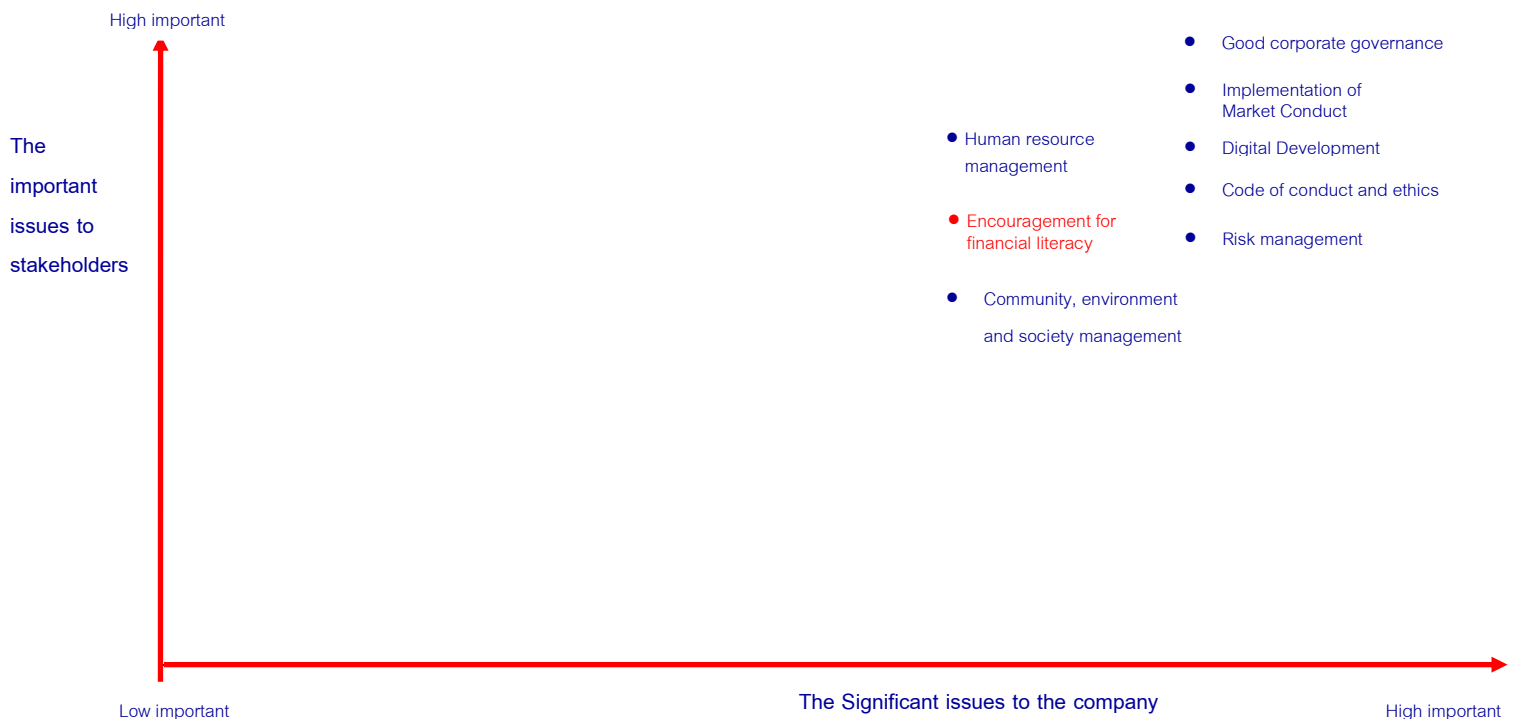 High important
The
important
issues to
stakeholders
● Good corporate governance
● Implementation of
Market Conduct
● Human resource
management
● Digital Development
● Code of conduct and ethics
● Encouragement for
financial literacy
● Risk management
● Community, environment
and society management
Low important
The Significant issues to the company
High important